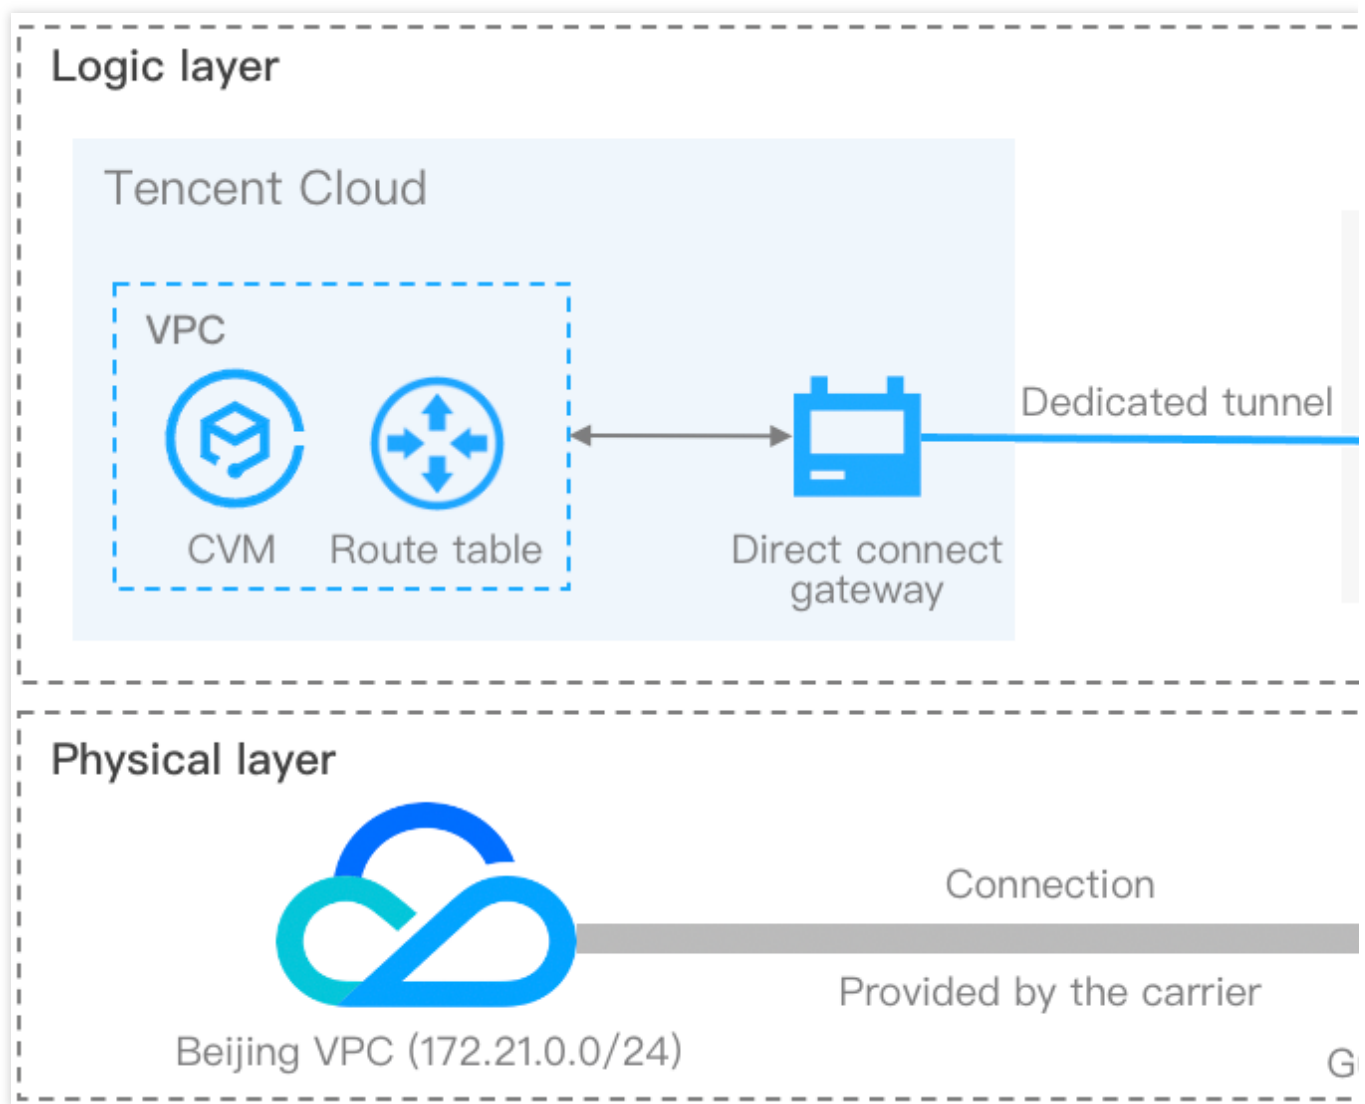 Logic layer
Tencent Cloud
VPC
CVM
Route table
Direct connect
gateway
Dedicated tunnel
Physical layer
Connection
Provided by the carrier
Beijing VPC (172.21.0.0/24)